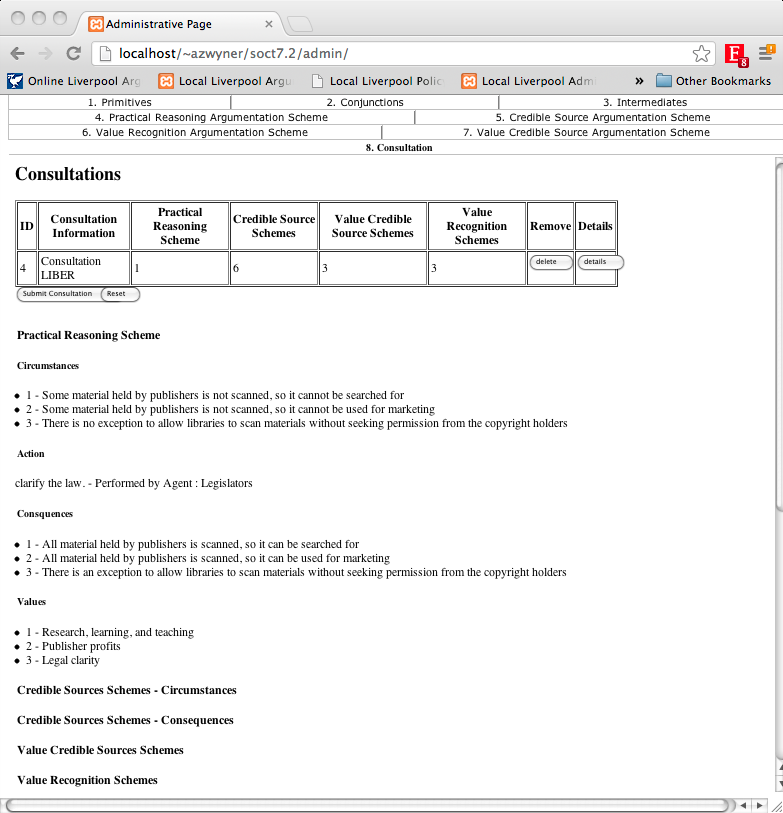 Administrative Page
localhost/~azwyner/soct7.2/admin/
8
Online Liverpool Arg Local Liverpool Argu Local Liverpool Polic Local Liverpool Adm » Other Bookmarks
1. Primitives 2. Conjunctions 3. Intermediates
4. Practical Reasoning Argumentation Scheme 5. Credible Source Argumentation Scheme
6. Value Recognition Argumentation Scheme 7. Value Credible Source Argumentation Scheme
8. Consultation
Consultations
ID Consultation Information Practical Reasoning Scheme Credible Source Schemes Value Credible Source Schemes Value Recognition Schemes Remove Details
4 Consultation LIBER 1 6 3 3 delete details
Submit Consultation Reset
Practical Reasoning Scheme
Circumstances
• 1 - Some material held by publishers is not scanned, so it cannot be searched for
• 2 - Some material held by publishers is not scanned, so it cannot be used for marketing
• 3 - There is no exception to allow libraries to scan materials without seeking permission from the copyright holders
Action
clarify the law. - Performed by Agent : Legislators
Consquences
• 1 - All material held by publishers is scanned, so it can be searched for
• 2 - All material held by publishers is scanned, so it can be used for marketing
• 3 - There is an exception to allow libraries to scan materials without seeking permission from the copyright holders
Values
• 1 - Research, learning, and teaching
• 2 - Publisher profits
• 3 - Legal clarity
Credible Sources Schemes - Circumstances
Credible Sources Schemes - Consequences
Value Credible Sources Schemes
Value Recognition Schemes